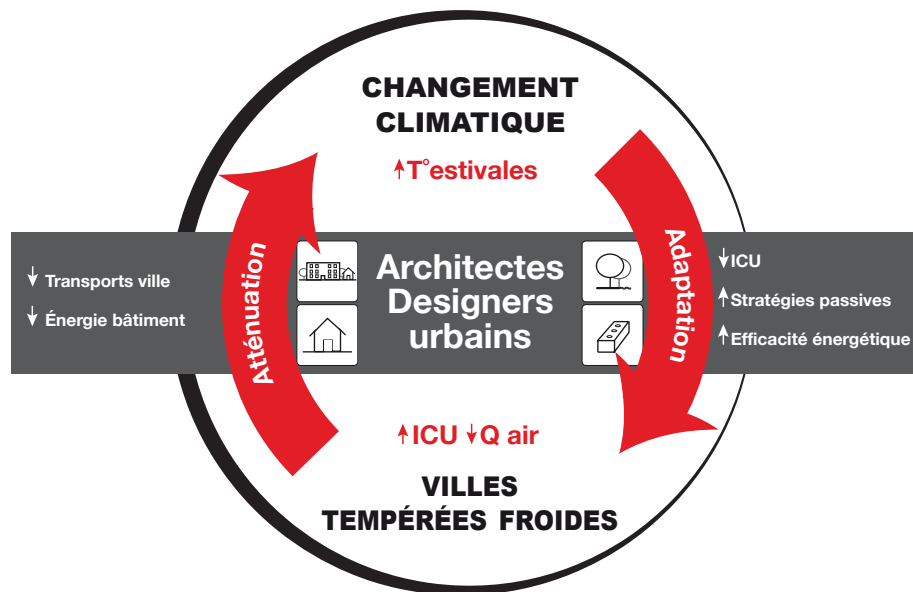 CHANGEMENT
CLIMATIQUE
↑T°estivales
Atténuation
Adaptation
↓ Transports ville
↓ Énergie bâtiment
Architectes
Designers
urbains
↓ICU
↑Stratégies passives
↑Efficacité énergétique
↑ICU ↓Q air
VILLES
TEMPÉRÉES FROIDES